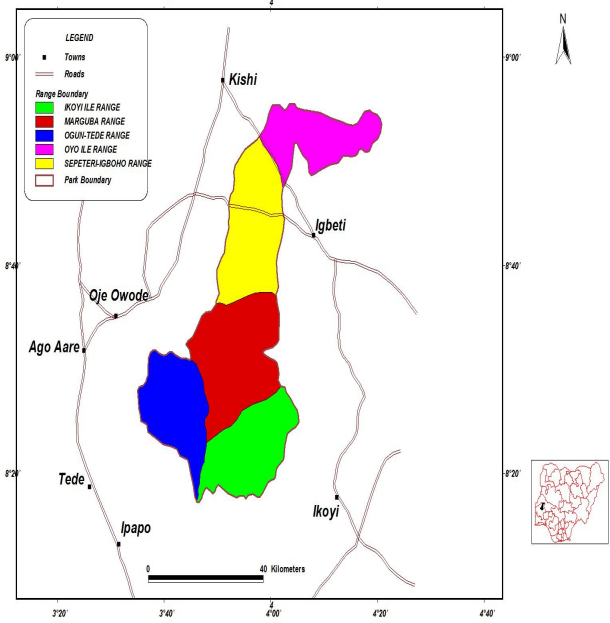 4
N
LEGEND
Towns
Roads
Range Boundary
IKOYI ILE RANGE
MARGUBA RANGE
OGUN-TEDE RANGE
OYO ILE RANGE
SEPETERI-IGBOHO RANGE
Park Boundary
9°00'
9°00'
Kishi
Igbeti
8°40'
8°40'
Oje Owode
Ago Aare
8°20'
8°20'
Tede
Ikoyi
Ipapo
0
40 Kilometers
3°20'
3°40'
4°00'
4
4°20'
4°40'